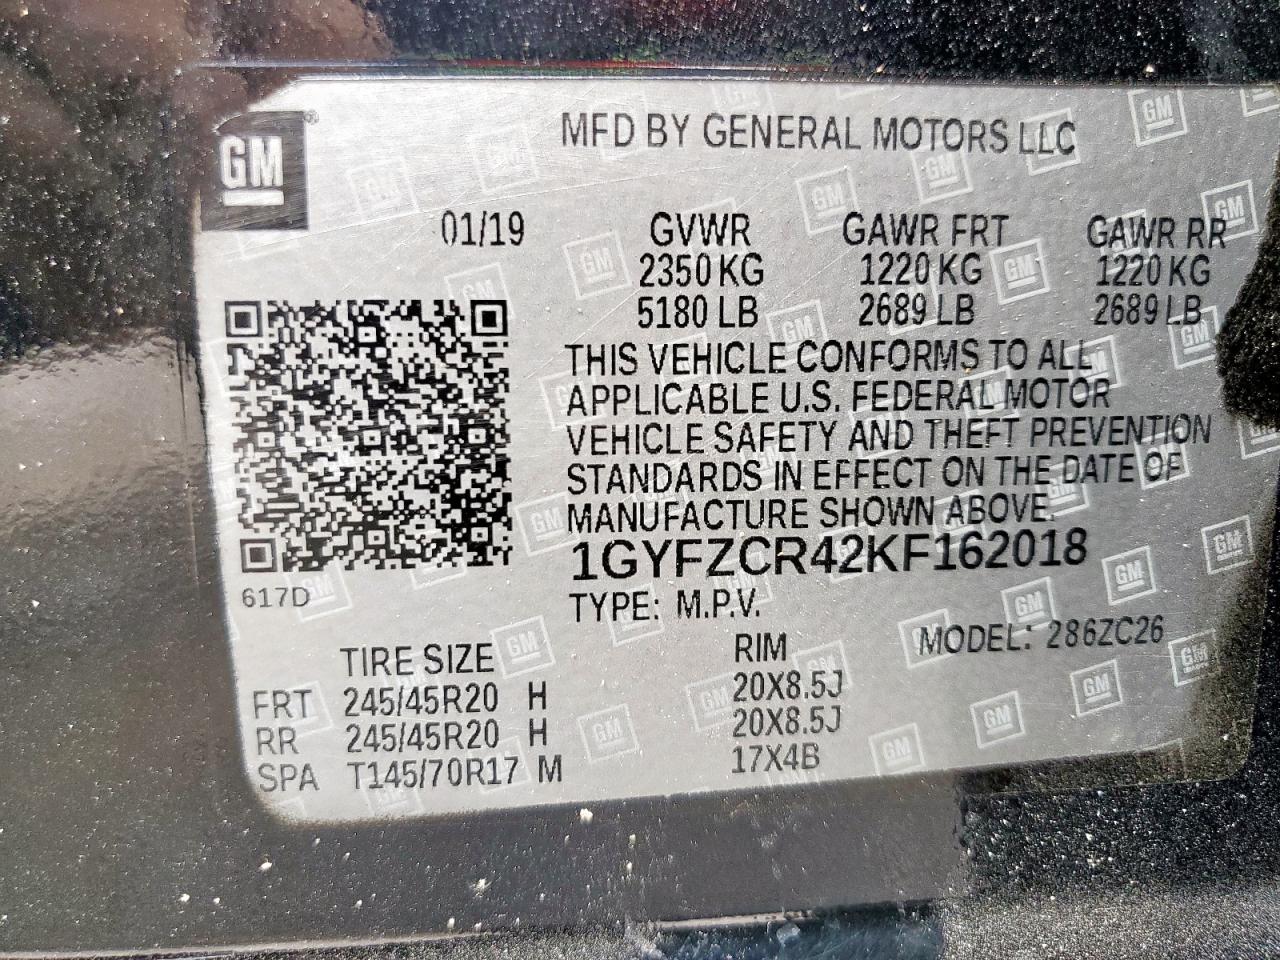 GM
MFD BY GENERAL MOTORS LLC
01/19 GVWR GAWR FRT GAWR RR
2350 KG 1220 KG 1220 KG
5180 LB 2689 LB 2689 LB
THIS VEHICLE CONFORMS TO ALL
APPLICABLE U.S. FEDERAL MOTOR
VEHICLE SAFETY AND THEFT PREVENTION
STANDARDS IN EFFECT ON THE DATE OF
MANUFACTURE SHOWN ABOVE.
1GYFZCR42KF162018
617D
TYPE: M.P.V. MODEL: 286ZC26
TIRE SIZE RIM
FRT 245/45R20 H 20X8.5J
RR 245/45R20 H 20X8.5J
SPA T145/70R17 M 17X4B